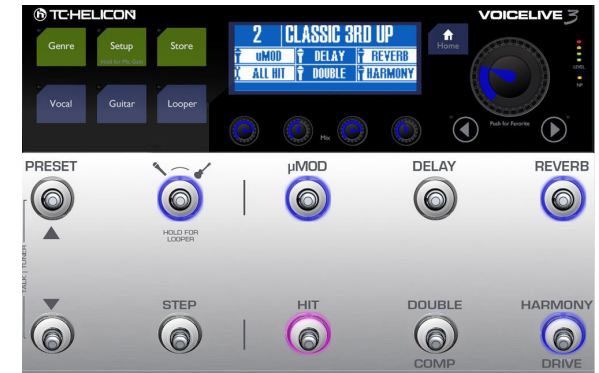 TC·HELICON
VOICELIVE 3
Genre
Setup
Hold for Mic Gain
Store
Vocal
Guitar
Looper
2 CLASSIC 3RD UP
µMOD DELAY REVERB
ALL HIT DOUBLE HARMONY
Home
Mix
LEVEL
Push for Favorite
PRESET
HOLD FOR
LOOPER
µMOD
DELAY
REVERB
TALK | TUNER
STEP
HIT
DOUBLE
COMP
HARMONY
DRIVE